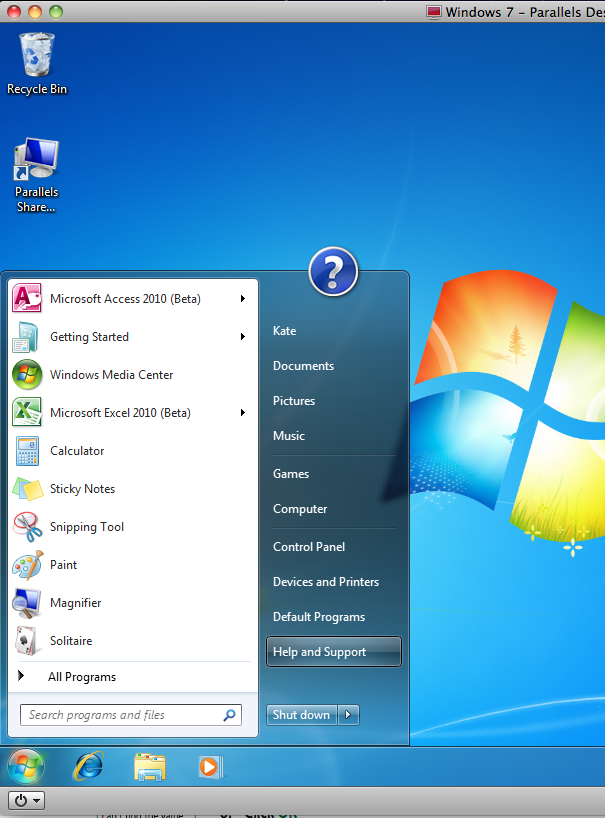 Windows 7 - Parallels Des
Recycle Bin
Parallels
Share...
Microsoft Access 2010 (Beta)
Getting Started
Windows Media Center
Microsoft Excel 2010 (Beta)
Calculator
Sticky Notes
Snipping Tool
Paint
Magnifier
Solitaire
All Programs
Search programs and files
Kate
Documents
Pictures
Music
Games
Computer
Control Panel
Devices and Printers
Default Programs
Help and Support
Shut down
Click OK